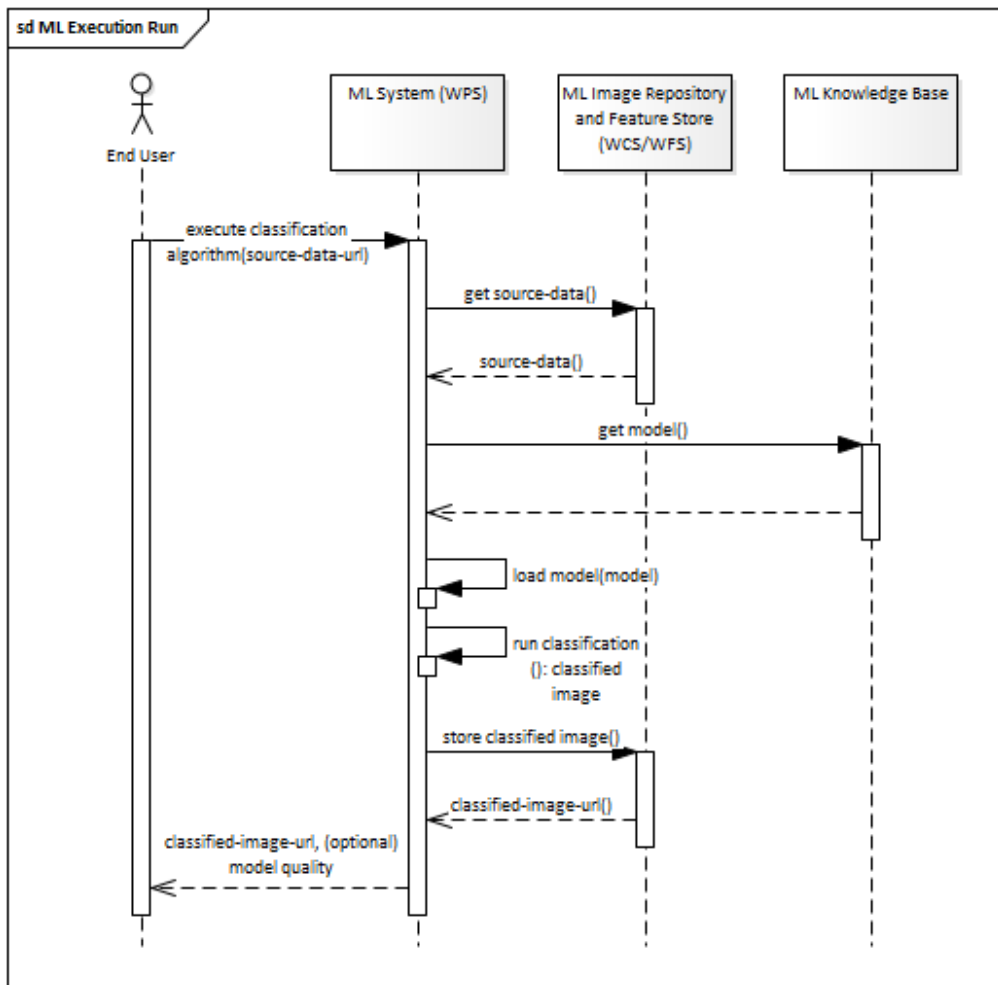 sd ML Execution Run
End User
ML System (WPS)
ML Image Repository
and Feature Store
(WCS/WFS)
ML Knowledge Base
execute classification
algorithm(source-data-url)
get source-data()
source-data()
get model()
load model(model)
run classification
(): classified
image
store classified image()
classified-image-url()
classified-image-url, (optional)
model quality